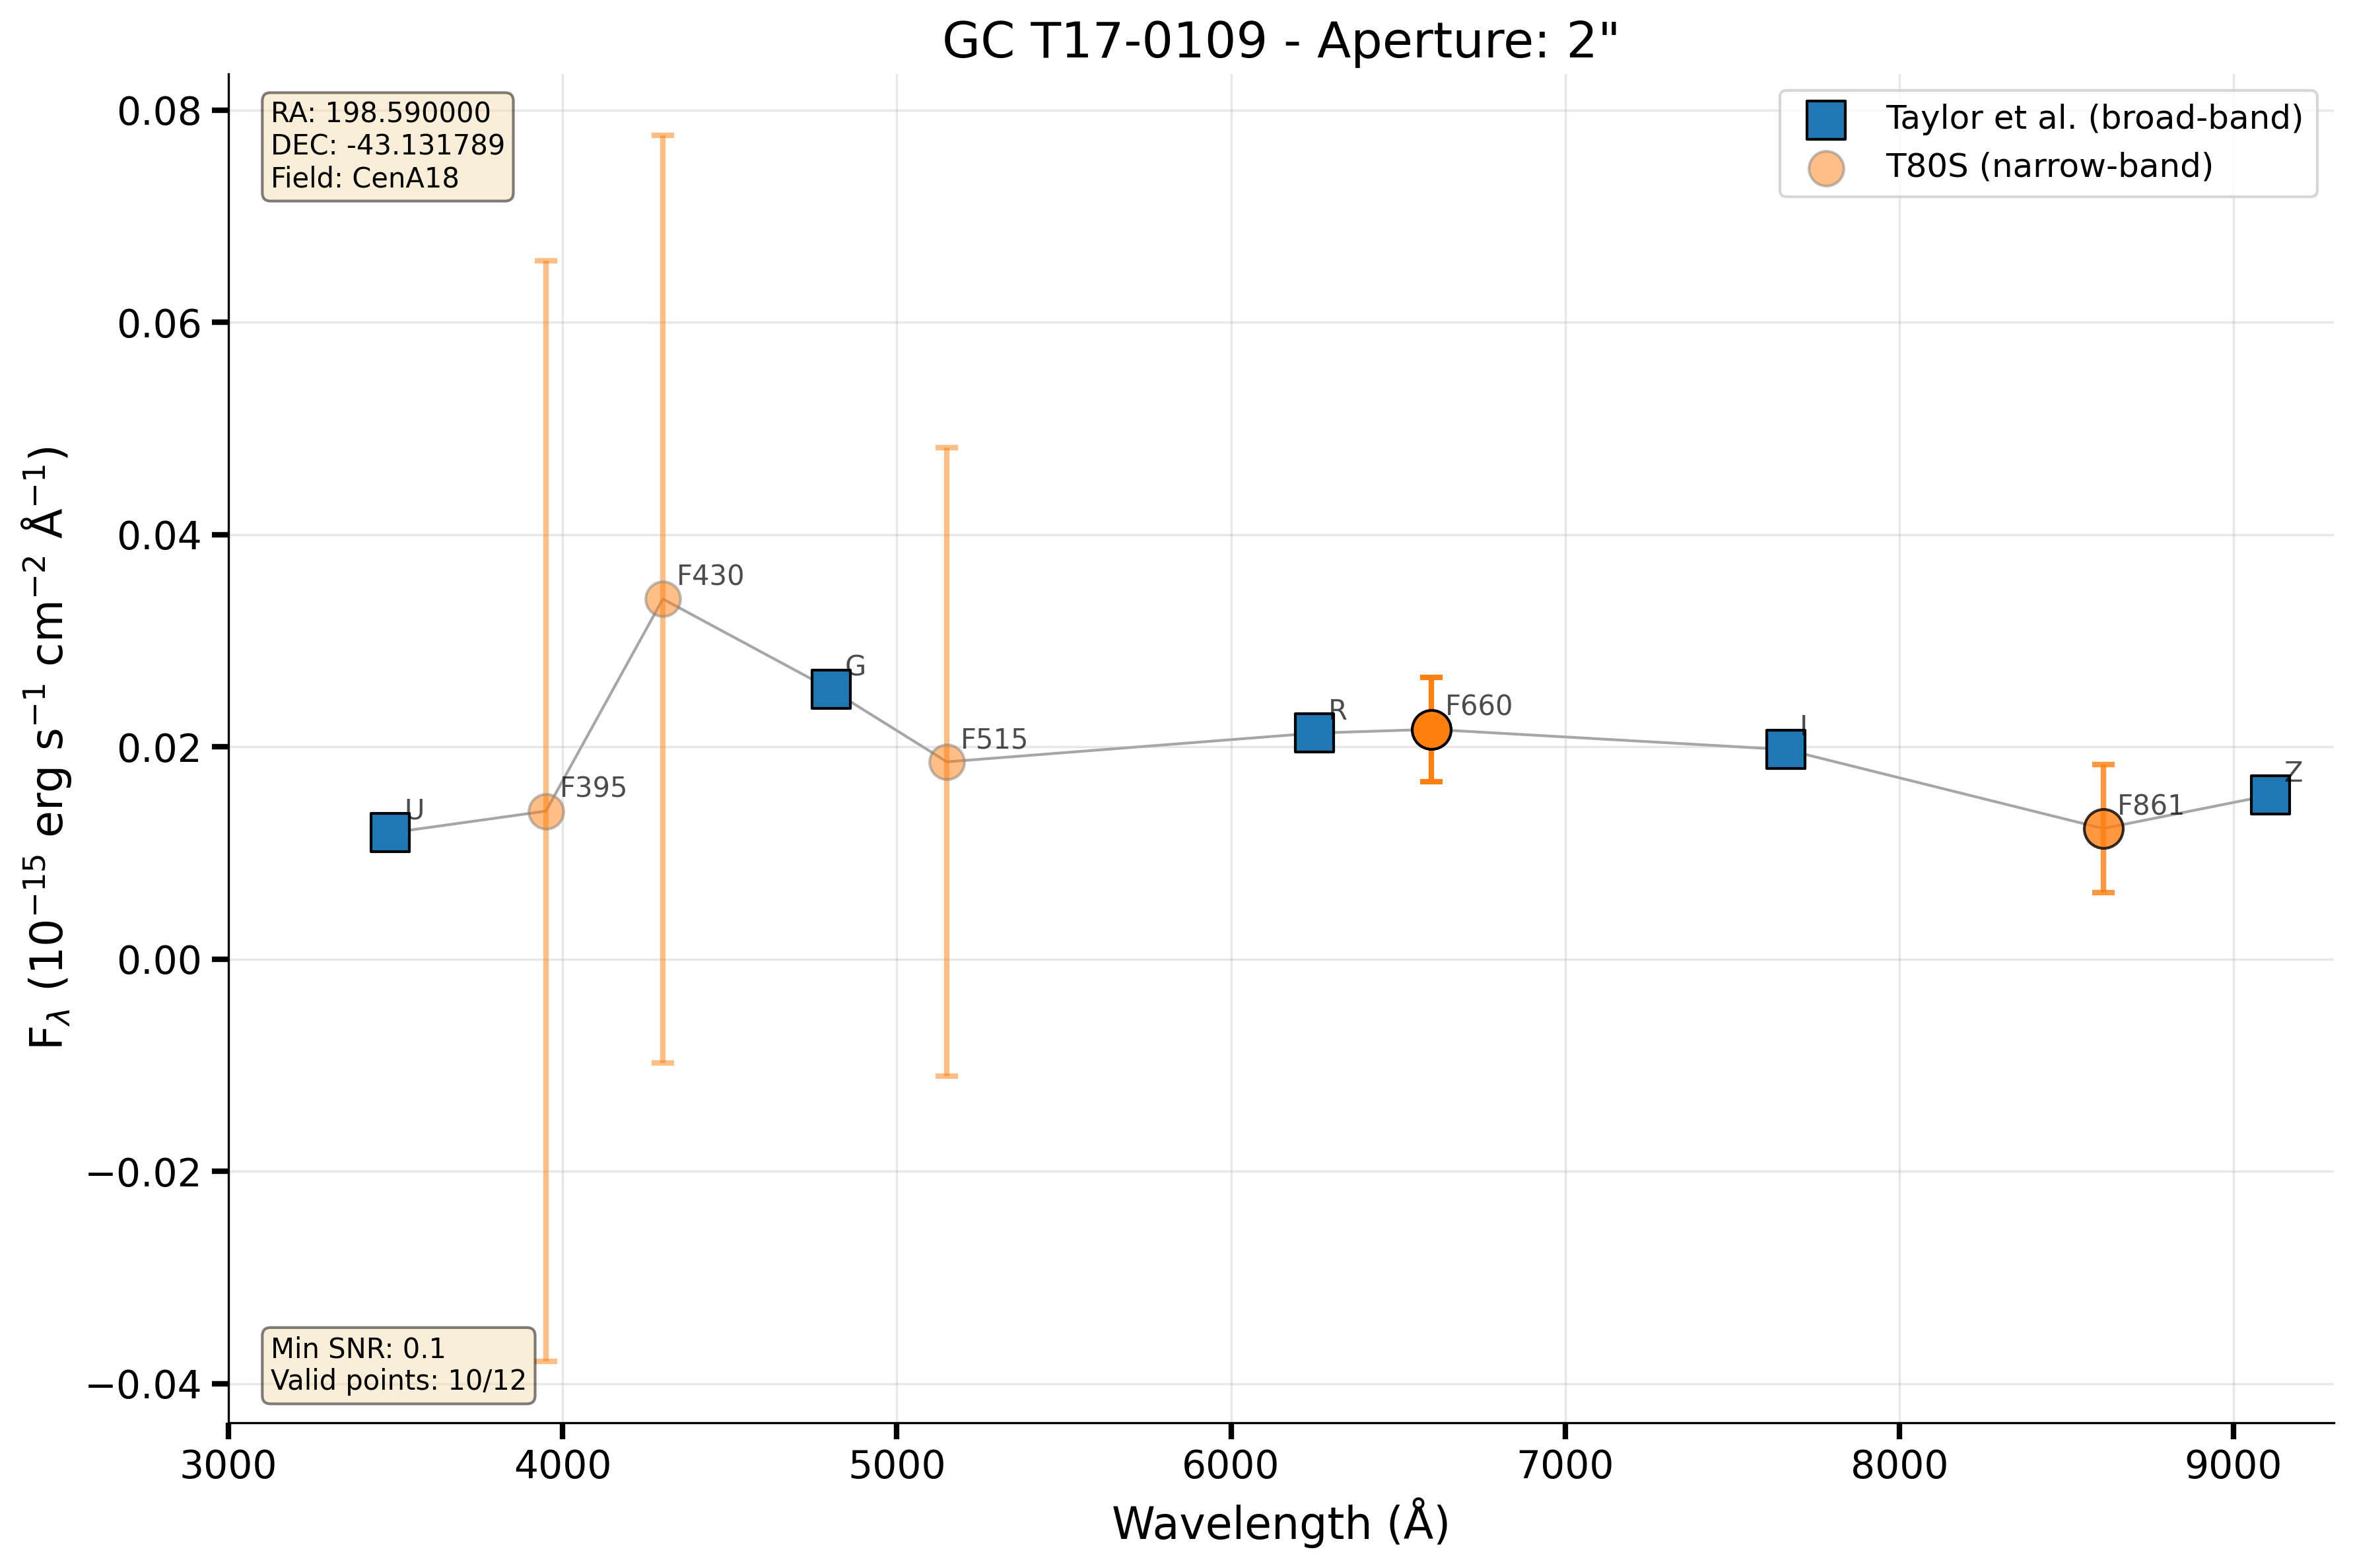 GC T17-0109 - Aperture: 2"
RA: 198.590000
DEC: -43.131789
Field: CenA18
Taylor et al. (broad-band)
T80S (narrow-band)
0.08
0.06
0.04
0.02
0.00
−0.02
−0.04
F430
G
F660
R
F515
I
F395
Z
U
F861
Min SNR: 0.1
Valid points: 10/12
3000 4000 5000 6000 7000 8000 9000
Wavelength (Å)
Fλ (10⁻¹⁵ erg s⁻¹ cm⁻² Å⁻¹)